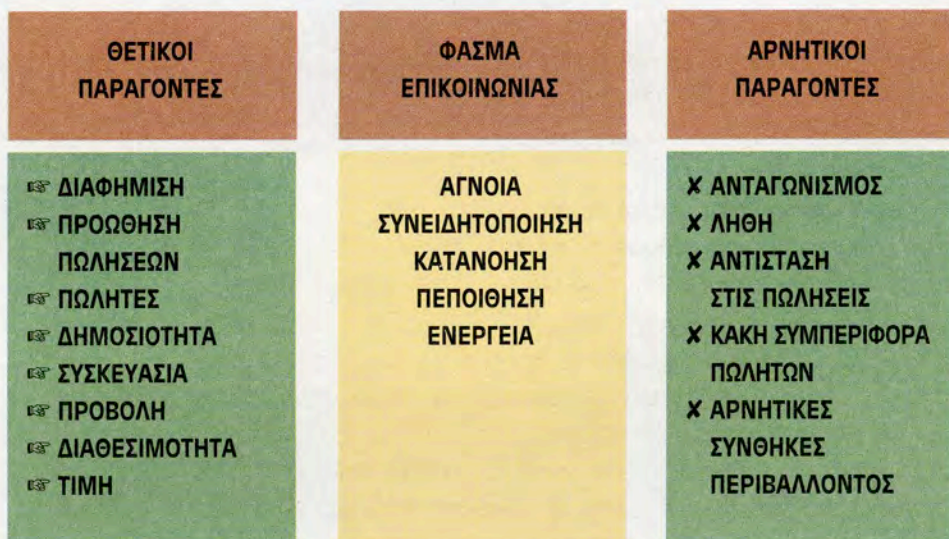 ΘΕΤΙΚΟΙ
ΠΑΡΑΓΟΝΤΕΣ
☞ ΔΙΑΦΗΜΙΣΗ
☞ ΠΡΟΩΘΗΣΗ
ΠΩΛΗΣΕΩΝ
☞ ΠΩΛΗΤΕΣ
☞ ΔΗΜΟΣΙΟΤΗΤΑ
☞ ΣΥΣΚΕΥΑΣΙΑ
☞ ΠΡΟΒΟΛΗ
☞ ΔΙΑΘΕΣΙΜΟΤΗΤΑ
☞ ΤΙΜΗ
ΦΑΣΜΑ
ΕΠΙΚΟΙΝΩΝΙΑΣ
ΑΓΝΟΙΑ
ΣΥΝΕΙΔΗΤΟΠΟΙΗΣΗ
ΚΑΤΑΝΟΗΣΗ
ΠΕΠΟΙΘΗΣΗ
ΕΝΕΡΓΕΙΑ
ΑΡΝΗΤΙΚΟΙ
ΠΑΡΑΓΟΝΤΕΣ
✘ ΑΝΤΑΓΩΝΙΣΜΟΣ
✘ ΛΗΘΗ
✘ ΑΝΤΙΣΤΑΣΗ
ΣΤΙΣ ΠΩΛΗΣΕΙΣ
✘ ΚΑΚΗ ΣΥΜΠΕΡΙΦΟΡΑ
ΠΩΛΗΤΩΝ
✘ ΑΡΝΗΤΙΚΕΣ
ΣΥΝΘΗΚΕΣ
ΠΕΡΙΒΑΛΛΟΝΤΟΣ